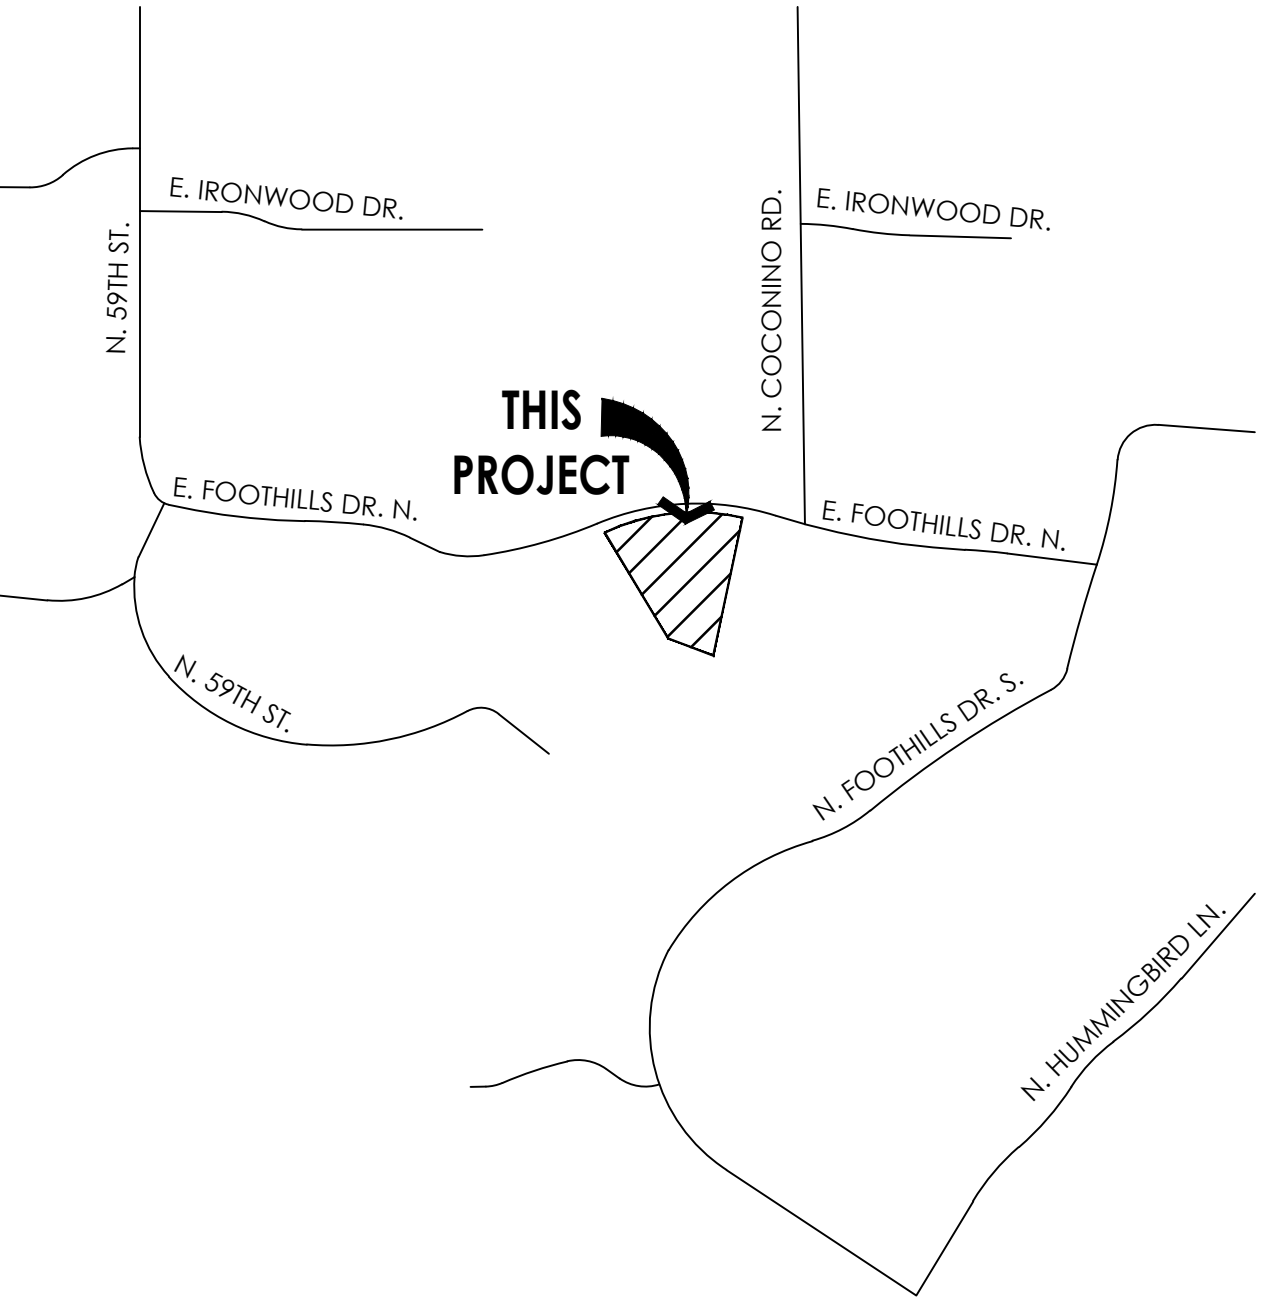 E. IRONWOOD DR.
E. IRONWOOD DR.
N. 59TH ST.
N. COCONINO RD.
THIS
PROJECT
E. FOOTHILLS DR. N.
E. FOOTHILLS DR. N.
N. 59TH ST.
N. FOOTHILLS DR. S.
N. HUMMINGBIRD LN.